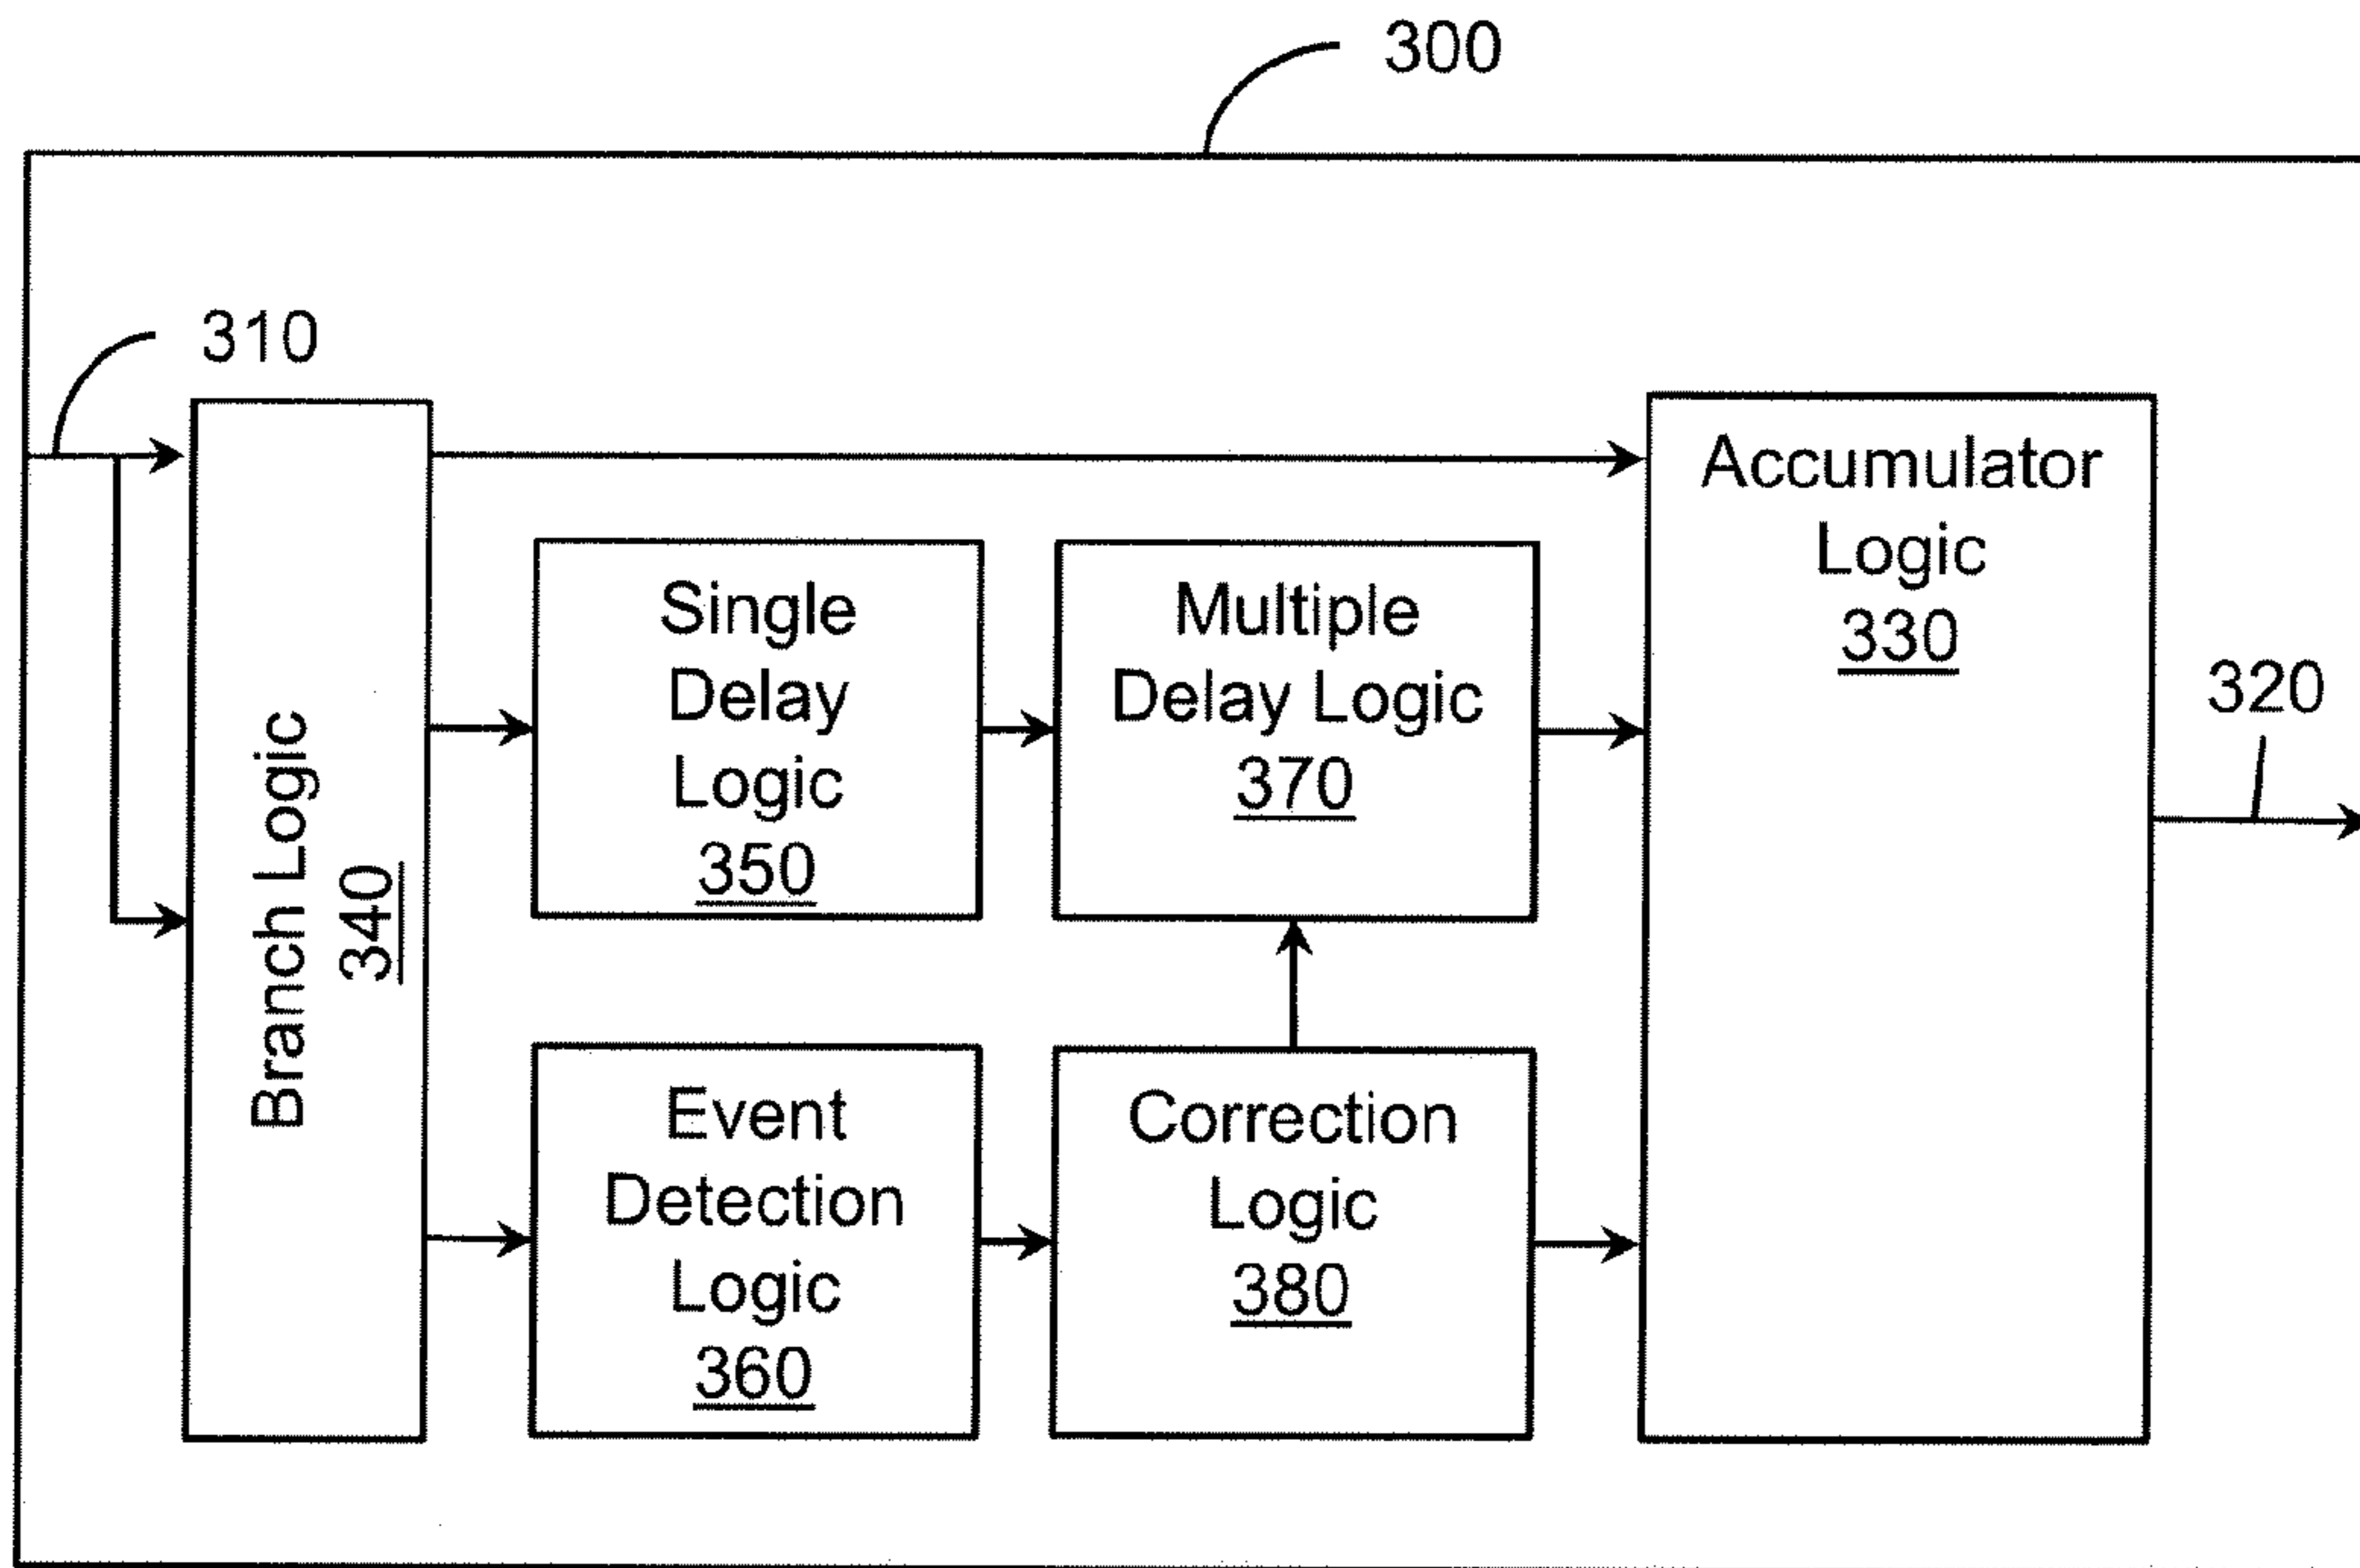 300
310
Branch Logic
340
Single
Delay
Logic
350
Multiple
Delay Logic
370
Accumulator
Logic
330
320
Event
Detection
Logic
360
Correction
Logic
380